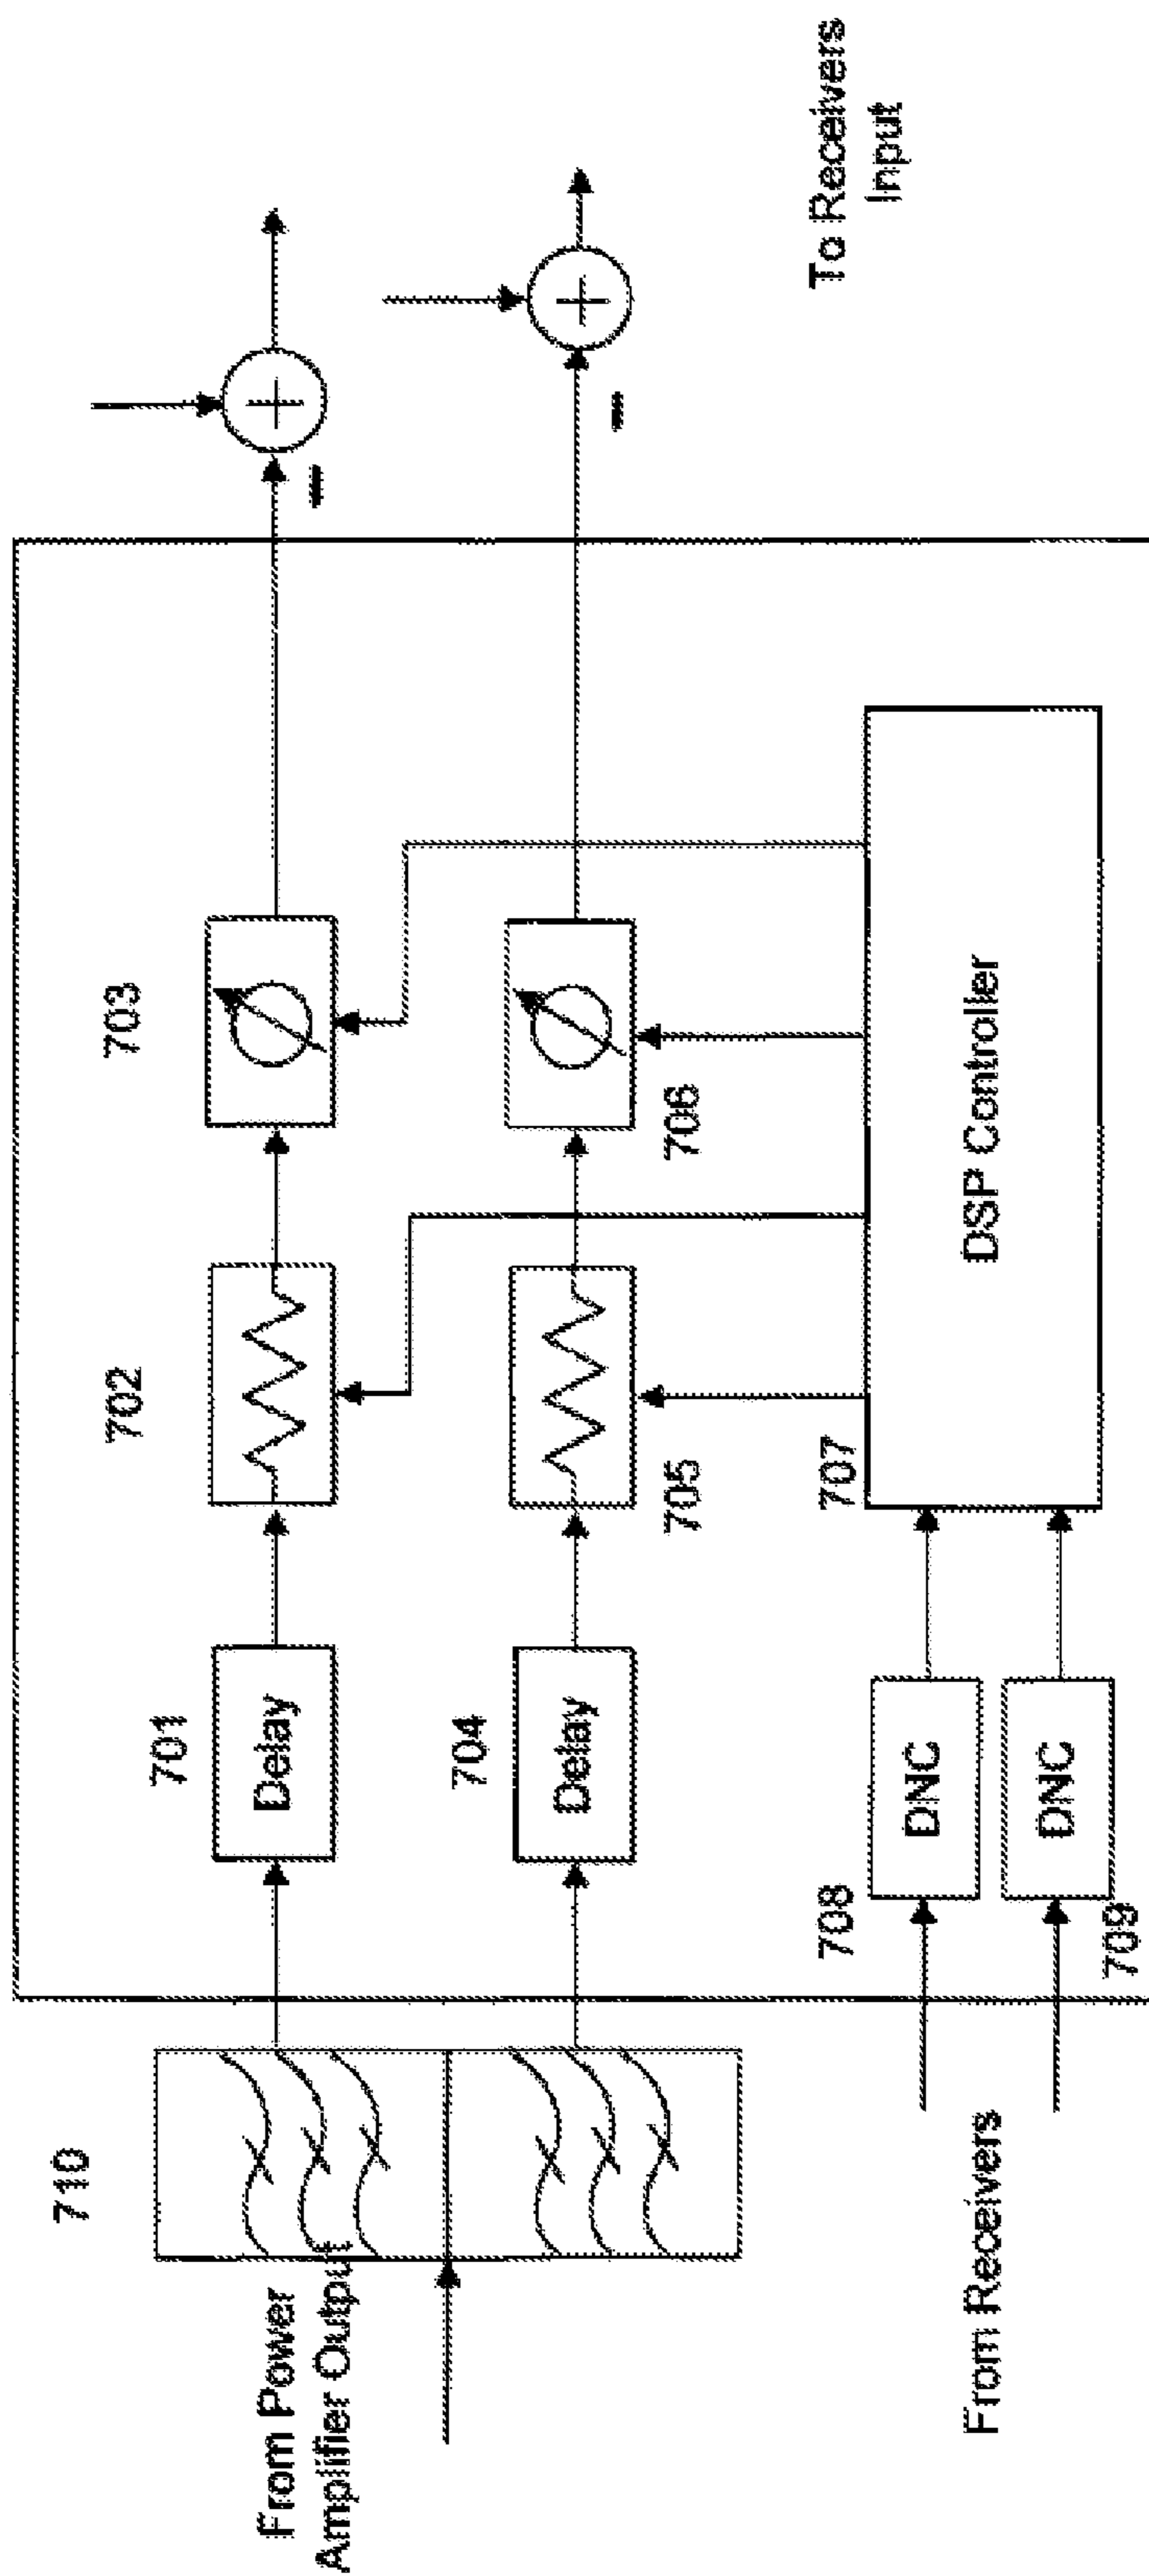 710
From Power
Amplifier Output
701
Delay
702
703
To Receivers
Input
704
Delay
705
706
707
DSP Controller
From Receivers
708
DNC
DNC
709